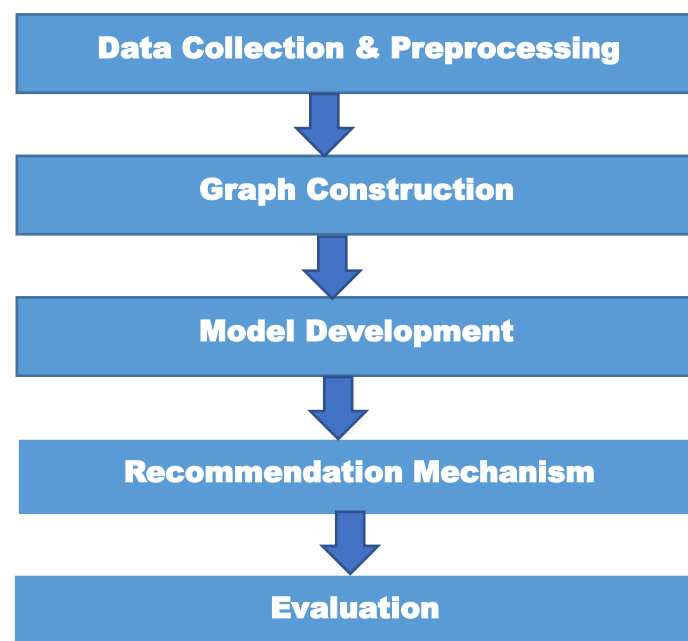 Data Collection & Preprocessing
Graph Construction
Model Development
Recommendation Mechanism
Evaluation